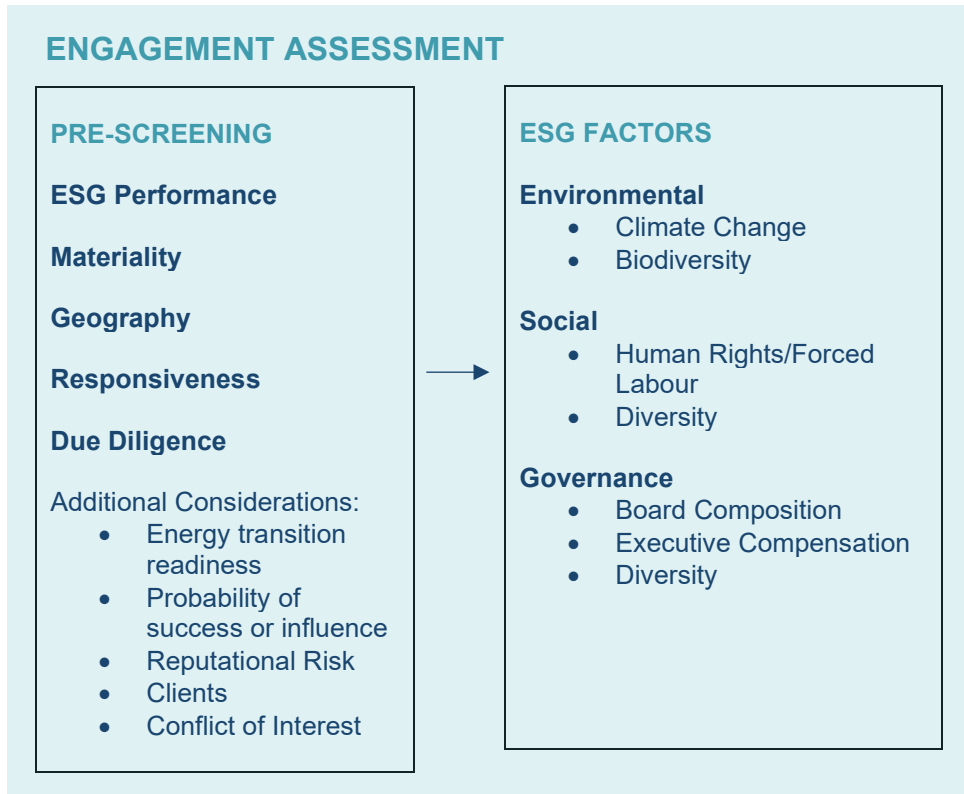 ENGAGEMENT ASSESSMENT
PRE-SCREENING
ESG Performance
Materiality
Geography
Responsiveness
Due Diligence
Additional Considerations:
• Energy transition
readiness
• Probability of
success or influence
• Reputational Risk
• Clients
• Conflict of Interest
ESG FACTORS
Environmental
• Climate Change
• Biodiversity
Social
• Human Rights/Forced
Labour
• Diversity
Governance
• Board Composition
• Executive Compensation
• Diversity